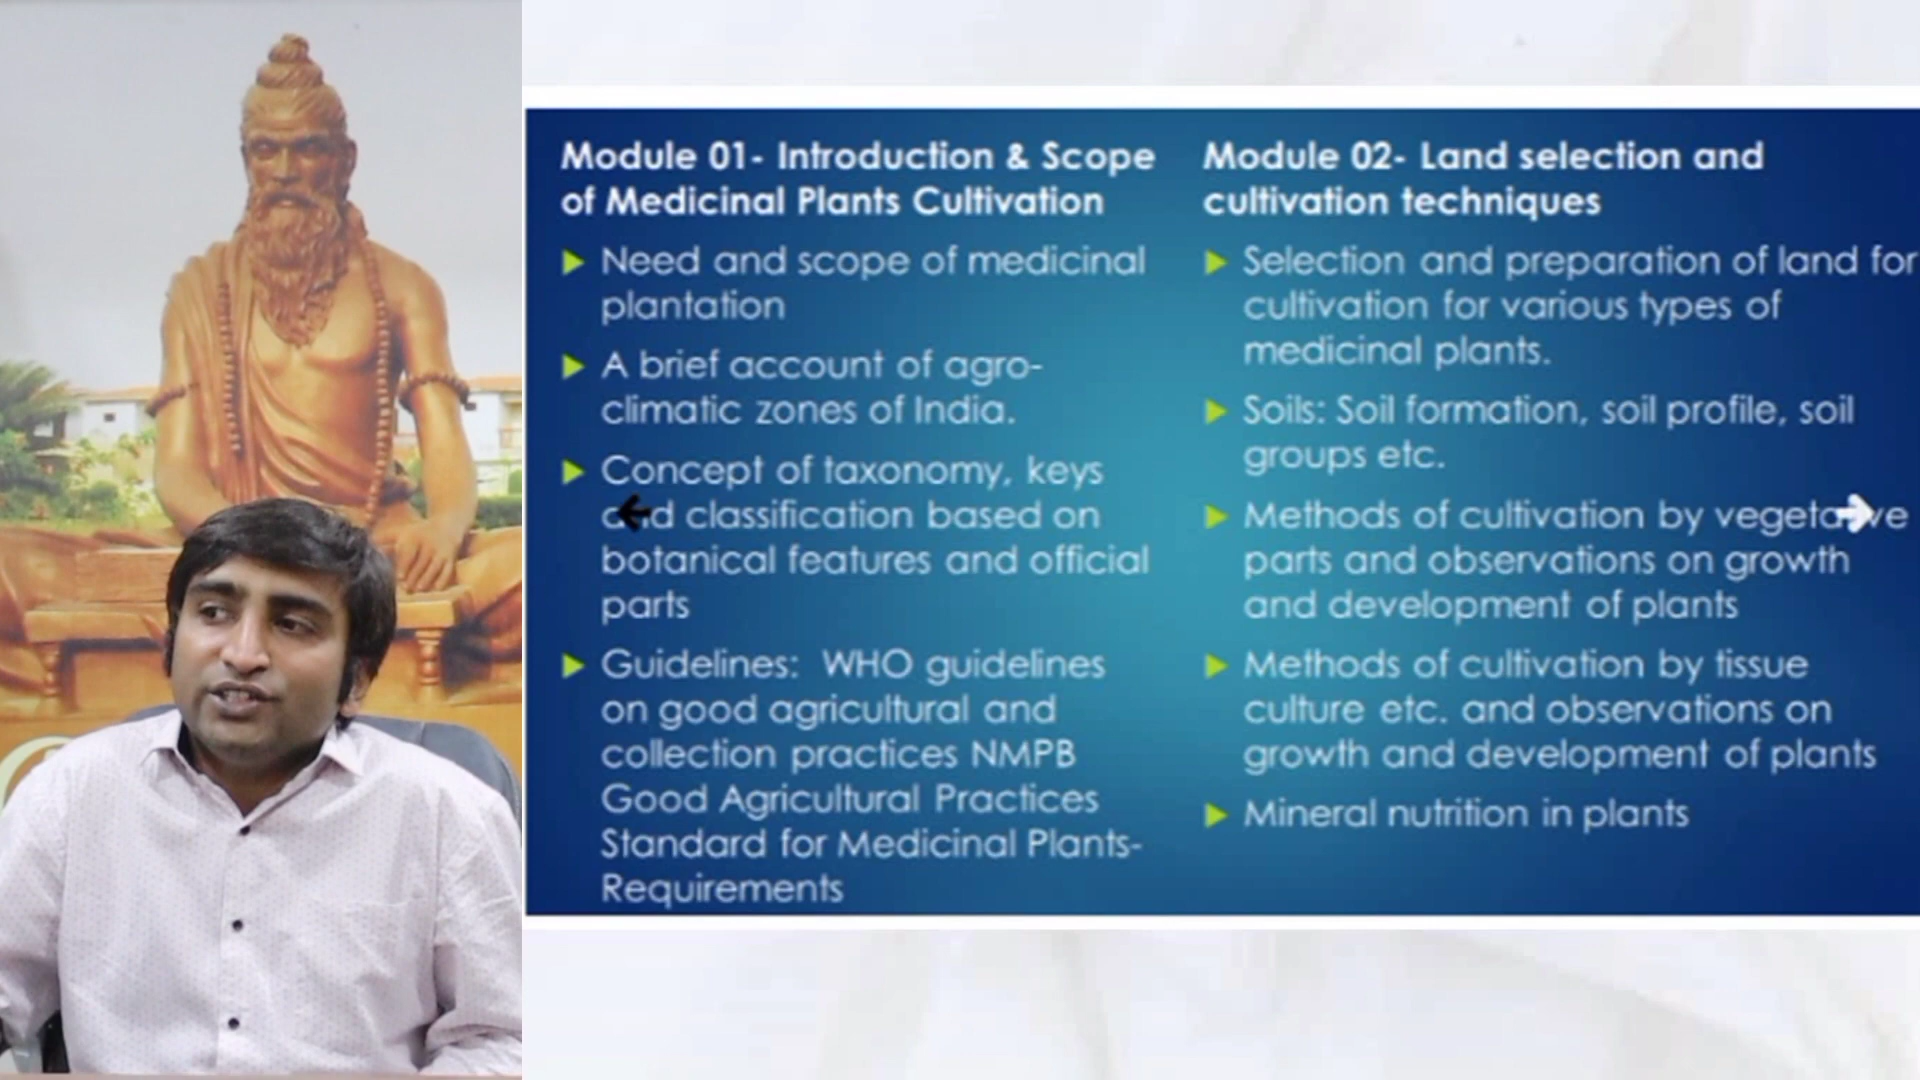 Module 01- Introduction & Scope
of Medicinal Plants Cultivation
Need and scope of medicinal
plantation
A brief account of agro-
climatic zones of India.
Concept of taxonomy, keys
and classification based on
botanical features and official
parts
Guidelines: WHO guidelines
on good agricultural and
collection practices NMPB
Good Agricultural Practices
Standard for Medicinal Plants-
Requirements
Module 02- Land selection and
cultivation techniques
Selection and preparation of land for
cultivation for various types of
medicinal plants.
Soils: Soil formation, soil profile, soil
groups etc.
Methods of cultivation by vegetative
parts and observations on growth
and development of plants
Methods of cultivation by tissue
culture etc. and observations on
growth and development of plants
Mineral nutrition in plants